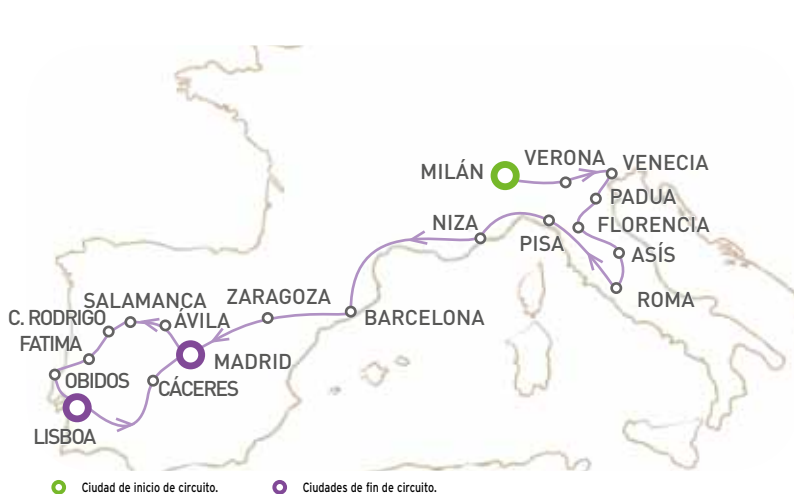 MILÁN
VERONA
VENECIA
PADUA
NIZA
FLORENCIA
PISA
ASÍS
ROMA
SALAMANCA
ZARAGOZA
BARCELONA
C. RODRIGO
ÁVILA
FATIMA
MADRID
OBIDOS
CÁCERES
LISBOA
Ciudad de inicio de circuito.
Ciudades de fin de circuito.